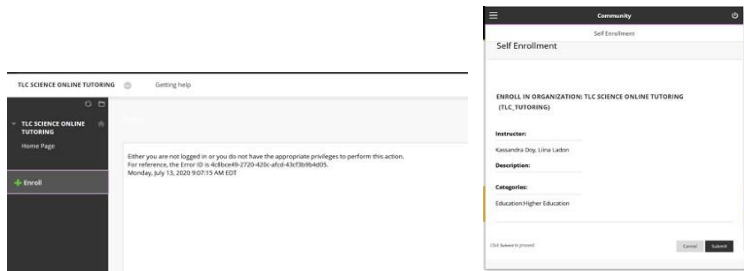 TLC SCIENCE ONLINE TUTORING
Getting help
TLC SCIENCE ONLINE
TUTORING
Home Page
Enroll
Either you are not logged in or you do not have the appropriate privileges to perform this action.
For reference, the Error ID is 4c8bce49-2720-420c-afcd-43cf3b9b4d05.
Monday, July 13, 2020 9:07:15 AM EDT
Community
Self Enrollment
Self Enrollment
ENROLL IN ORGANIZATION: TLC SCIENCE ONLINE TUTORING
(TLC_TUTORING)
Instructor:
Kassandra Doy, Liina Ladon
Description:
Categories:
Education:Higher Education
Click Submit to proceed.
Cancel
Submit